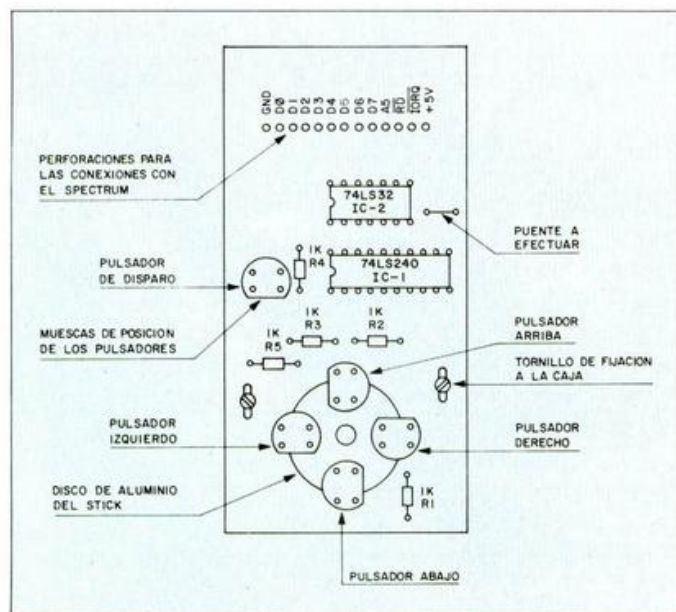 GND
D0
D1
D2
D3
D4
D5
D6
D7
A5
RD
IORQ
+5V
PERFORACIONES PARA
LAS CONEXIONES CON
EL SPECTRUM
74LS32
IC-2
PUENTE A
EFECTUAR
PULSADOR
DE DISPARO
1K
R4
74LS240
IC-1
MUESCAS DE POSICION
DE LOS PULSADORES
1K
R3
1K
R2
1K
R5
PULSADOR
ARRIBA
TORNILLO DE FIJACION
A LA CAJA
PULSADOR
IZQUIERDO
PULSADOR
DERECHO
DISCO DE ALUMINIO
DEL STICK
1K
R1
PULSADOR ABAJO